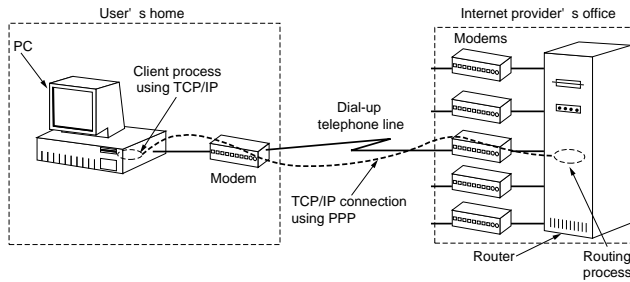 User' s home
Internet provider' s office
PC
Modems
Client process
using TCP/IP
Dial-up
telephone line
Modem
TCP/IP connection
using PPP
Router
Routing
process